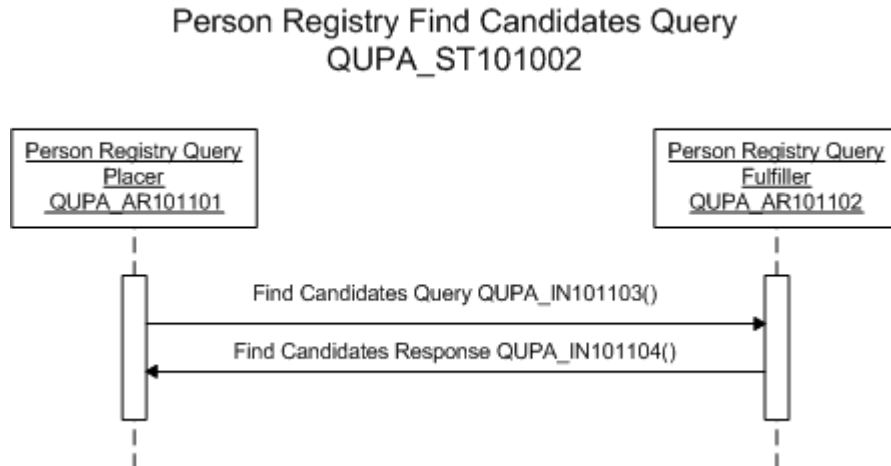 Person Registry Find Candidates Query
QUPA_ST101002
Person Registry Query
Placer
QUPA_AR101101
Person Registry Query
Fulfiller
QUPA_AR101102
Find Candidates Query QUPA_IN101103()
Find Candidates Response QUPA_IN101104()